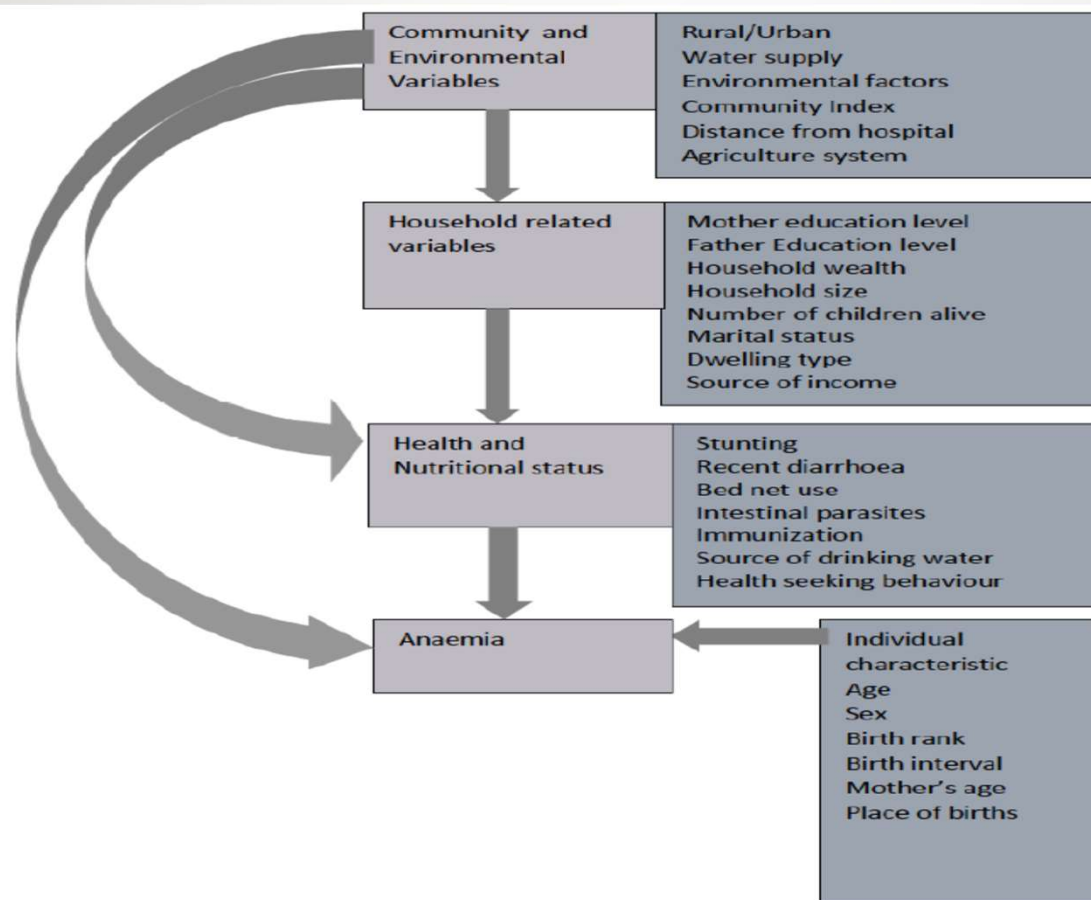 Community and
Environmental
Variables
Rural/Urban
Water supply
Environmental factors
Community Index
Distance from hospital
Agriculture system
Household related
variables
Mother education level
Father Education level
Household wealth
Household size
Number of children alive
Marital status
Dwelling type
Source of income
Health and
Nutritional status
Stunting
Recent diarrhoea
Bed net use
Intestinal parasites
Immunization
Source of drinking water
Health seeking behaviour
Anaemia
Individual
characteristic
Age
Sex
Birth rank
Birth interval
Mother's age
Place of births